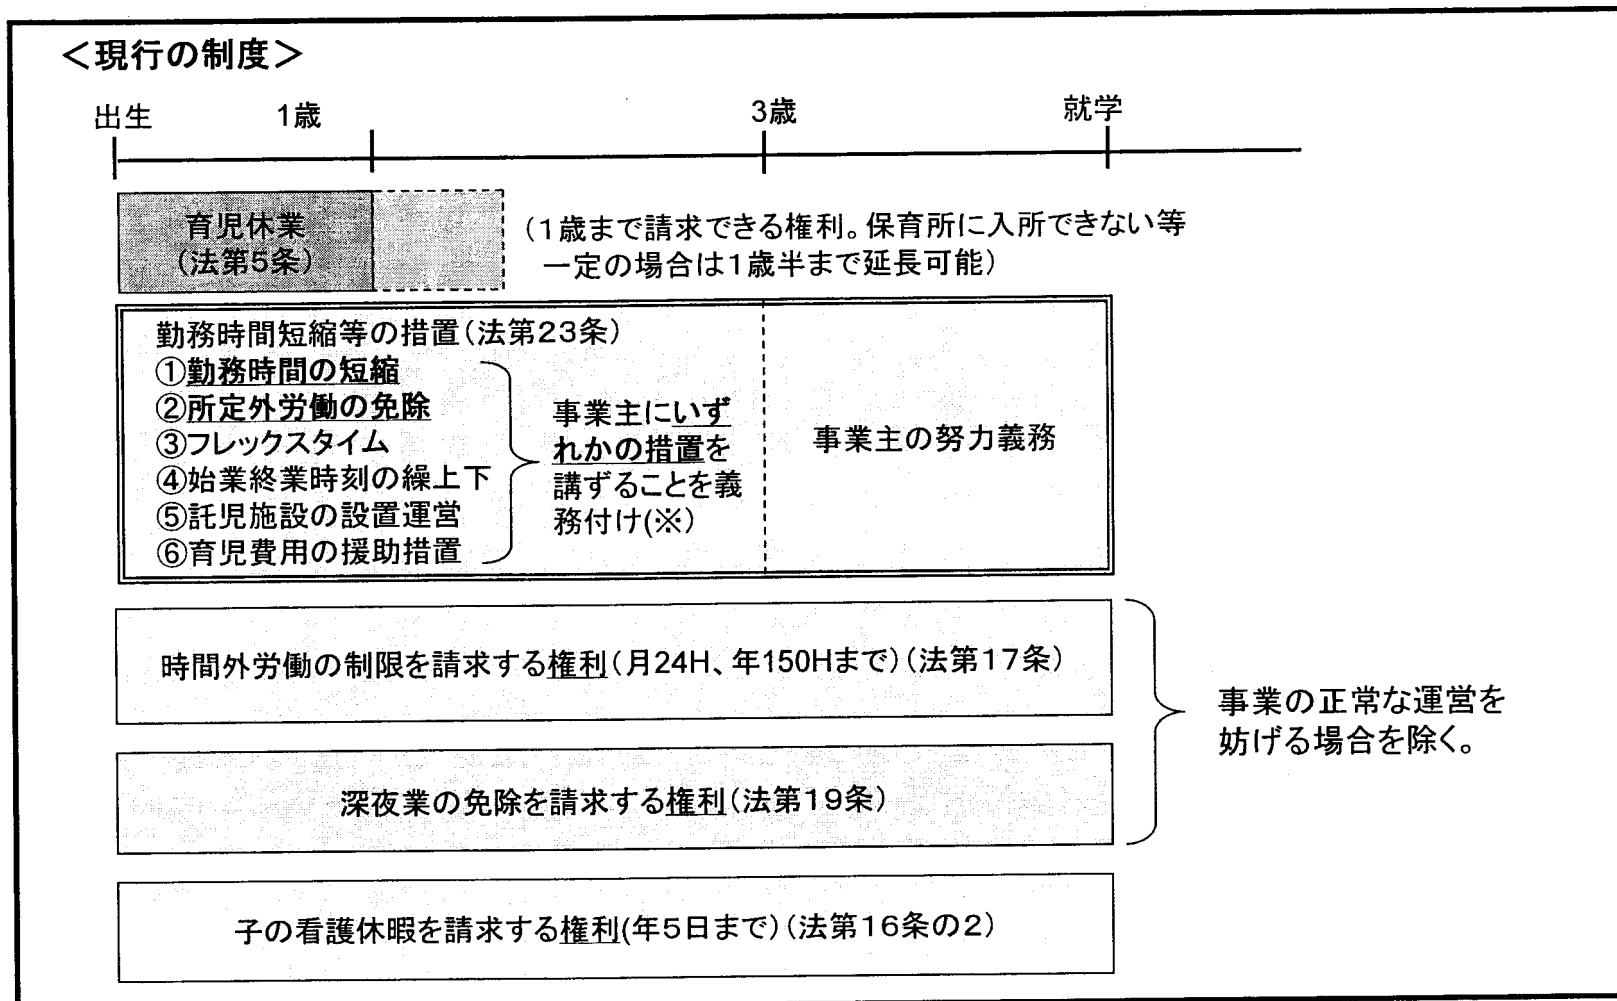 ＜現行の制度＞
出生 1歳 3歳 就学
育児休業
(法第5条)
(1歳まで請求できる権利。保育所に入所できない等
一定の場合は1歳半まで延長可能)
勤務時間短縮等の措置(法第23条)
①勤務時間の短縮
②所定外労働の免除
③フレックスタイム
④始業終業時刻の繰上下
⑤託児施設の設置運営
⑥育児費用の援助措置
事業主にいず
れかの措置を
講ずることを義
務付け(※)
事業主の努力義務
時間外労働の制限を請求する権利(月24H、年150Hまで)(法第17条)
深夜業の免除を請求する権利(法第19条)
事業の正常な運営を
妨げる場合を除く。
子の看護休暇を請求する権利(年5日まで)(法第16条の2)